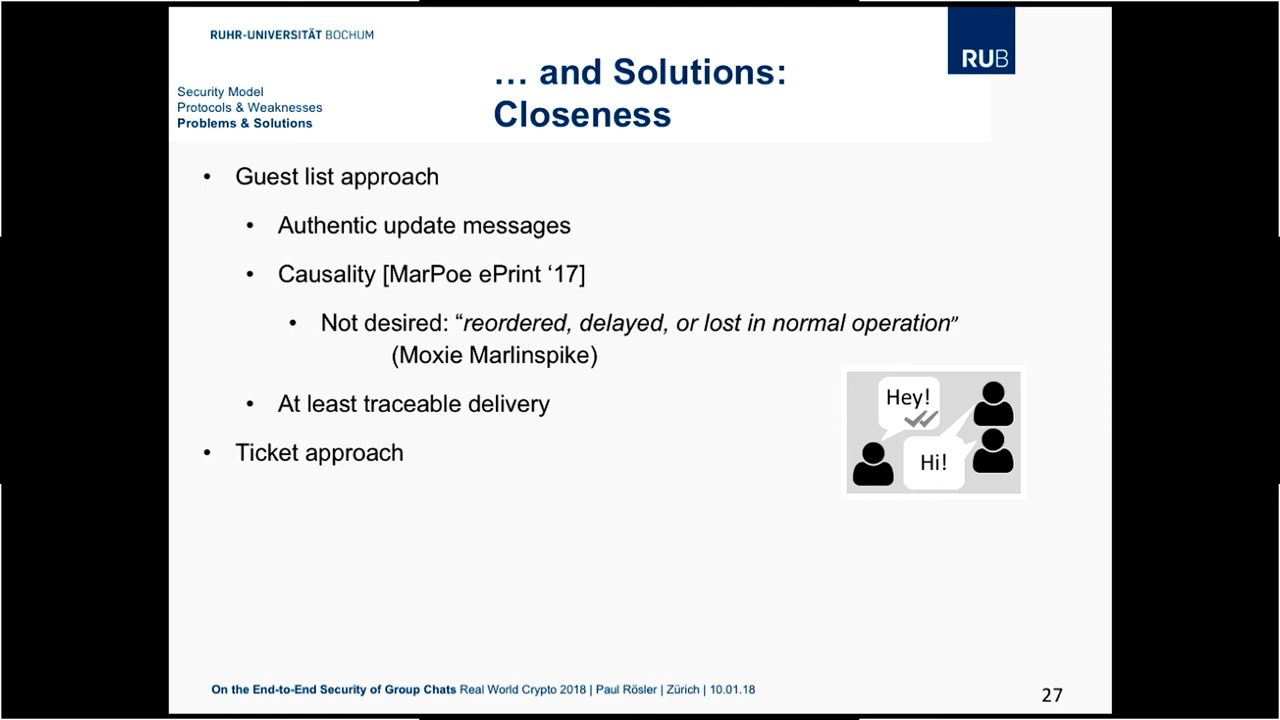 RUHR-UNIVERSITÄT BOCHUM
RUB
… and Solutions:
Closeness
Security Model
Protocols & Weaknesses
Problems & Solutions
• Guest list approach
• Authentic update messages
• Causality [MarPoe ePrint ‘17]
• Not desired: “reordered, delayed, or lost in normal operation”
(Moxie Marlinspike)
• At least traceable delivery
• Ticket approach
Hey!
Hi!
On the End-to-End Security of Group Chats Real World Crypto 2018 | Paul Rösler | Zürich | 10.01.18
27